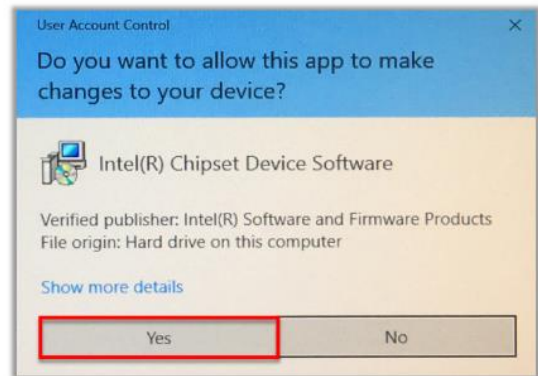 User Account Control
Do you want to allow this app to make
changes to your device?
Intel(R) Chipset Device Software
Verified publisher: Intel(R) Software and Firmware Products
File origin: Hard drive on this computer
Show more details
Yes No